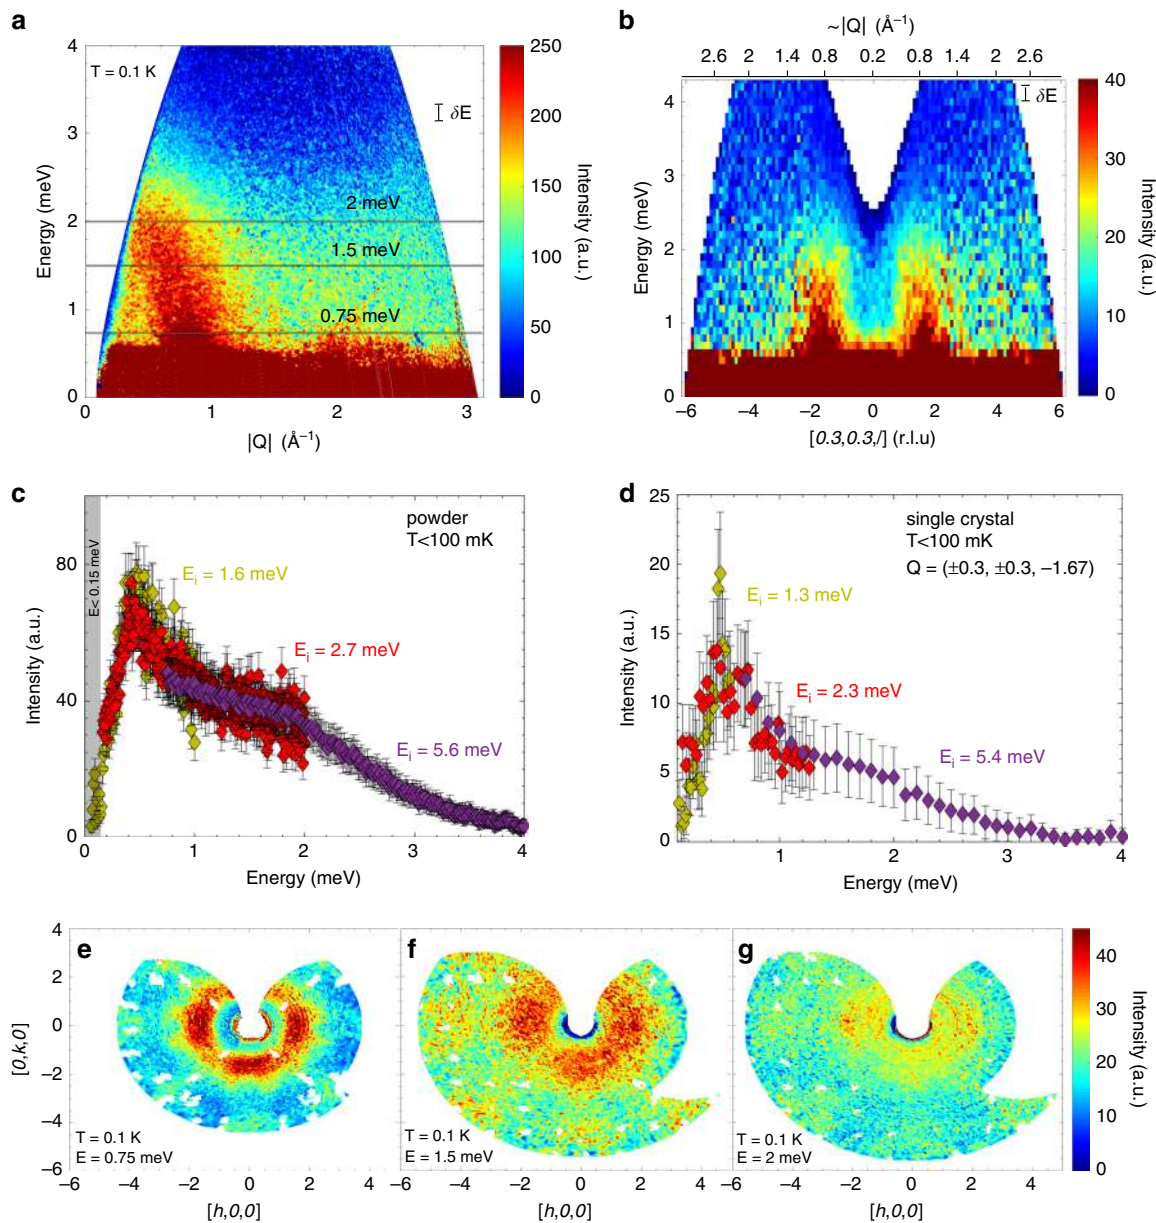 a
T = 0.1 K
δE
2 meV
1.5 meV
0.75 meV
4
3
2
1
0
Energy (meV)
0 1 2 3
|Q| (Å⁻¹)
250
200
150
100
50
0
Intensity (a.u.)
b
~|Q| (Å⁻¹)
2.6 2 1.4 0.8 0.2 0.8 1.4 2 2.6
δE
4
3
2
1
0
Energy (meV)
−6 −4 −2 0 2 4 6
[0.3,0.3,l] (r.l.u)
40
30
20
10
0
Intensity (a.u.)
c
powder
T<100 mK
E< 0.15 meV
Eᵢ = 1.6 meV
Eᵢ = 2.7 meV
Eᵢ = 5.6 meV
80
40
0
Intensity (a.u.)
0 1 2 3 4
Energy (meV)
d
single crystal
T<100 mK
Q = (±0.3, ±0.3, −1.67)
Eᵢ = 1.3 meV
Eᵢ = 2.3 meV
Eᵢ = 5.4 meV
25
20
15
10
5
0
Intensity (a.u.)
1 2 3 4
Energy (meV)
e
T = 0.1 K
E = 0.75 meV
4
2
0
−2
−4
−6
[0,k,0]
−6 −4 −2 0 2 4
[h,0,0]
f
T = 0.1 K
E = 1.5 meV
−6 −4 −2 0 2 4
[h,0,0]
g
T = 0.1 K
E = 2 meV
−6 −4 −2 0 2 4
[h,0,0]
40
30
20
10
0
Intensity (a.u.)